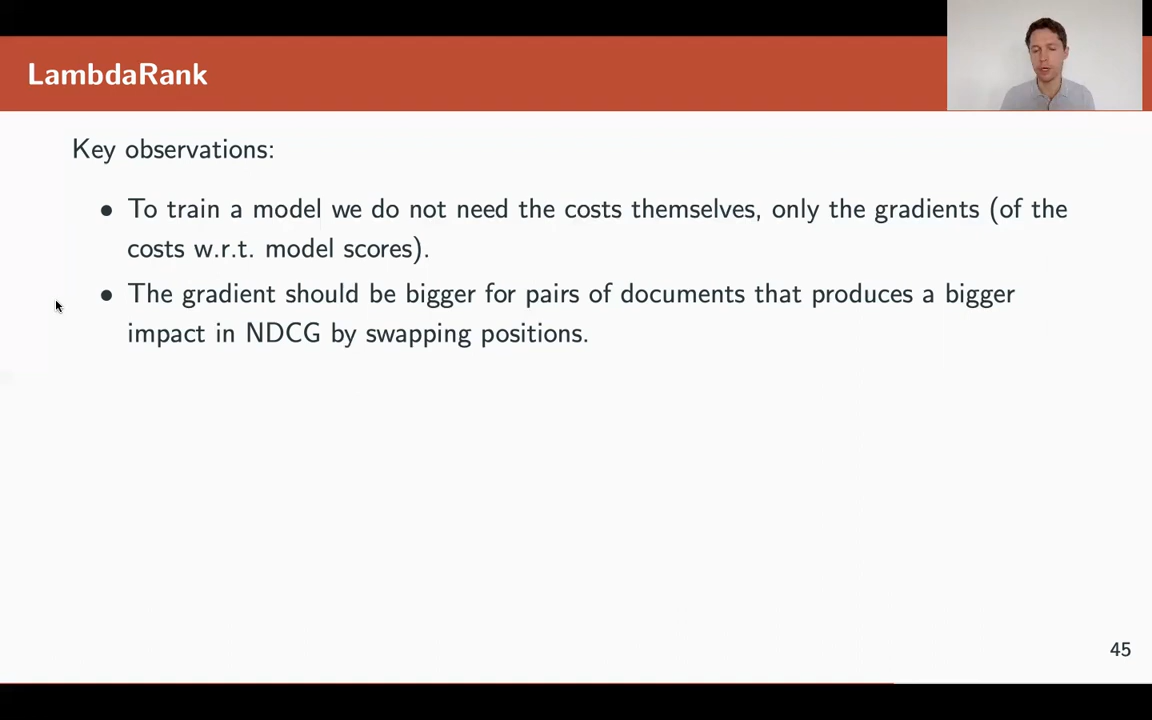 LambdaRank
Key observations:
• To train a model we do not need the costs themselves, only the gradients (of the
costs w.r.t. model scores).
• The gradient should be bigger for pairs of documents that produces a bigger
impact in NDCG by swapping positions.
45